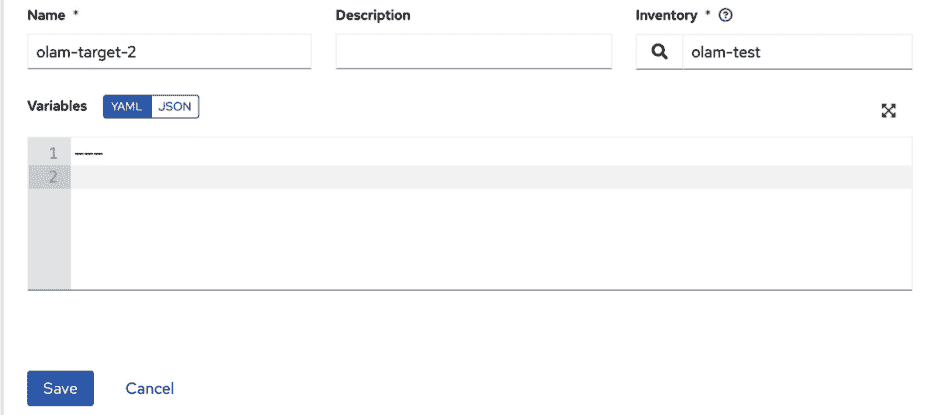 Name * Description Inventory *
olam-target-2 olam-test
Variables YAML JSON
1 ---
2
Save Cancel